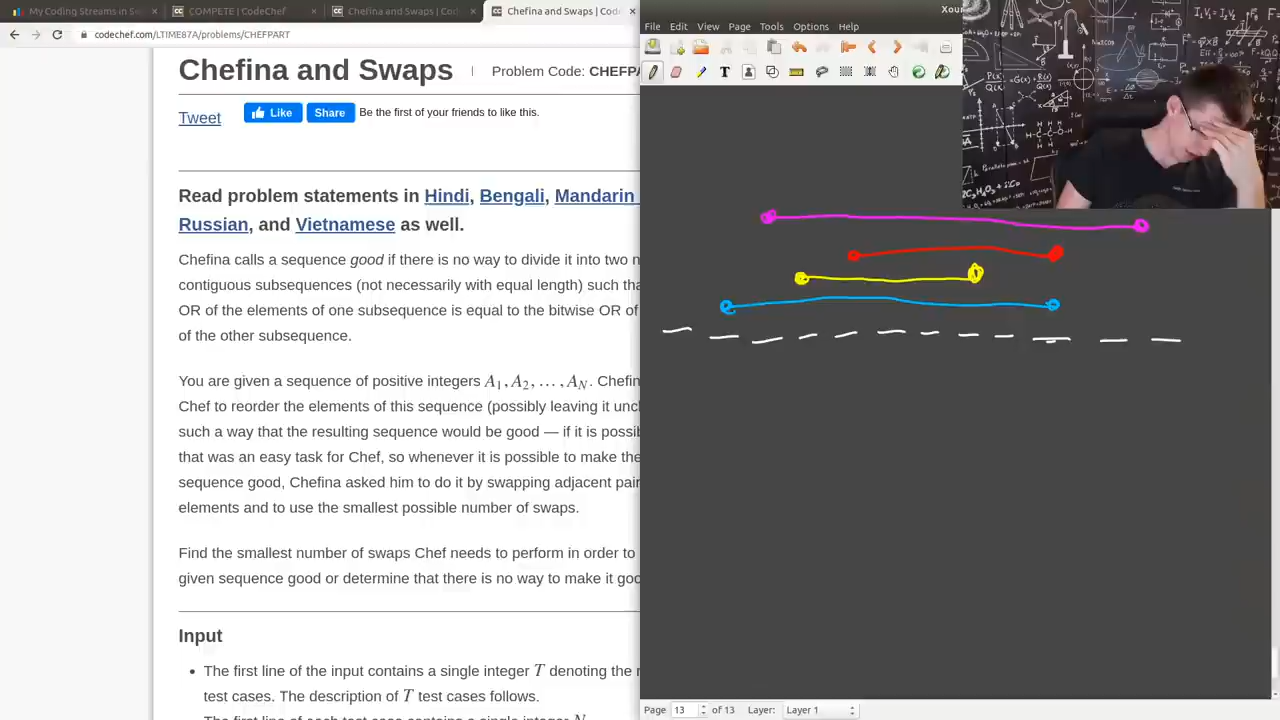 My Coding Streams in Se
COMPETE | CodeChef
Chefina and Swaps | Codec
Chefina and Swaps | Codec
codechef.com/LTIME87A/problems/CHEFPART
Chefina and Swaps
Problem Code: CHEFPA
Tweet
Like
Share
Be the first of your friends to like this.
Read problem statements in Hindi, Bengali, Mandarin
Russian, and Vietnamese as well.
Chefina calls a sequence good if there is no way to divide it into two n
contiguous subsequences (not necessarily with equal length) such tha
OR of the elements of one subsequence is equal to the bitwise OR of
of the other subsequence.
You are given a sequence of positive integers A1, A2, …, AN. Chefin
Chef to reorder the elements of this sequence (possibly leaving it uncl
such a way that the resulting sequence would be good — if it is possib
that was an easy task for Chef, so whenever it is possible to make the
sequence good, Chefina asked him to do it by swapping adjacent pair
elements and to use the smallest possible number of swaps.
Find the smallest number of swaps Chef needs to perform in order to
given sequence good or determine that there is no way to make it goo
Input
The first line of the input contains a single integer T denoting the r
test cases. The description of T test cases follows.
Xour
File Edit View Page Tools Options Help
T
Page 13 of 13 Layer: Layer 1